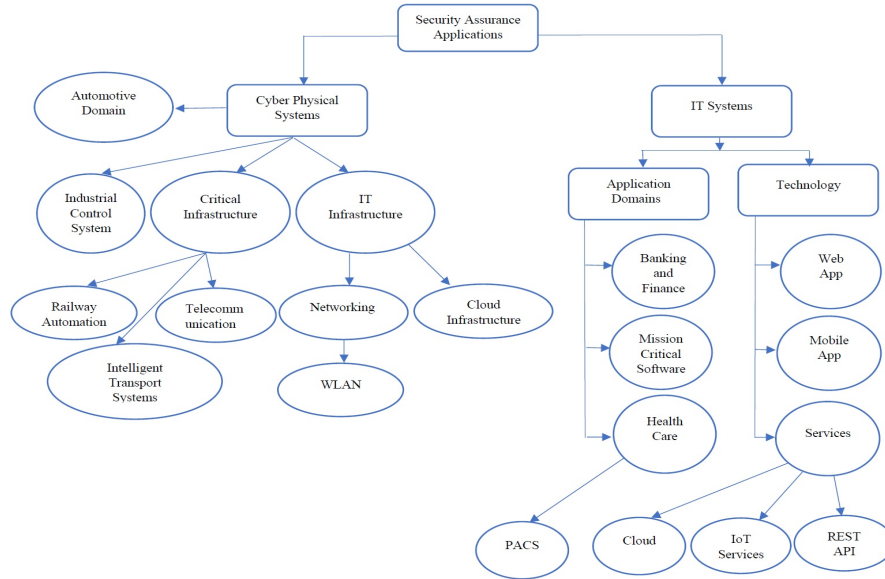 Security Assurance
Applications
Automotive
Domain
Cyber Physical
Systems
IT Systems
Industrial
Control
System
Critical
Infrastructure
IT
Infrastructure
Application
Domains
Technology
Banking
and
Finance
Web
App
Railway
Automation
Telecomm
unication
Networking
Cloud
Infrastructure
Mission
Critical
Software
Mobile
App
Intelligent
Transport
Systems
WLAN
Health
Care
Services
PACS
Cloud
IoT
Services
REST
API